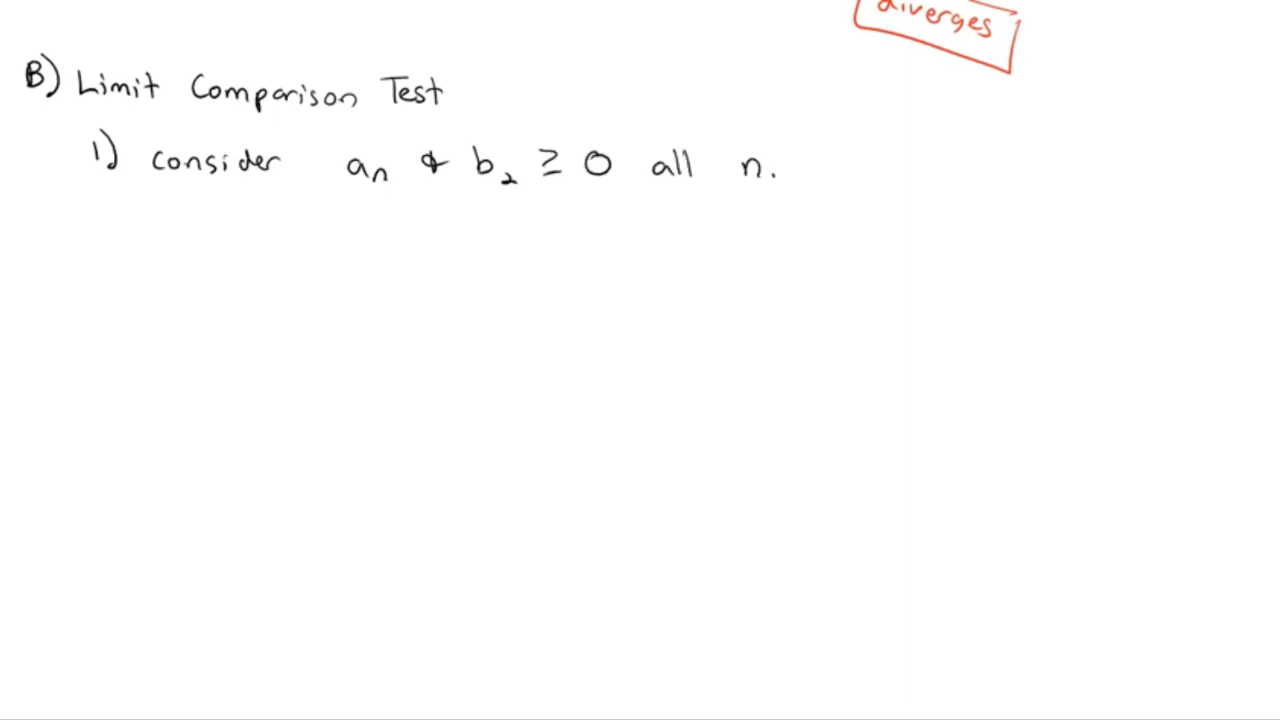 diverges
B) Limit Comparison Test
1) consider aₙ & b₂ ≥ 0 all n.